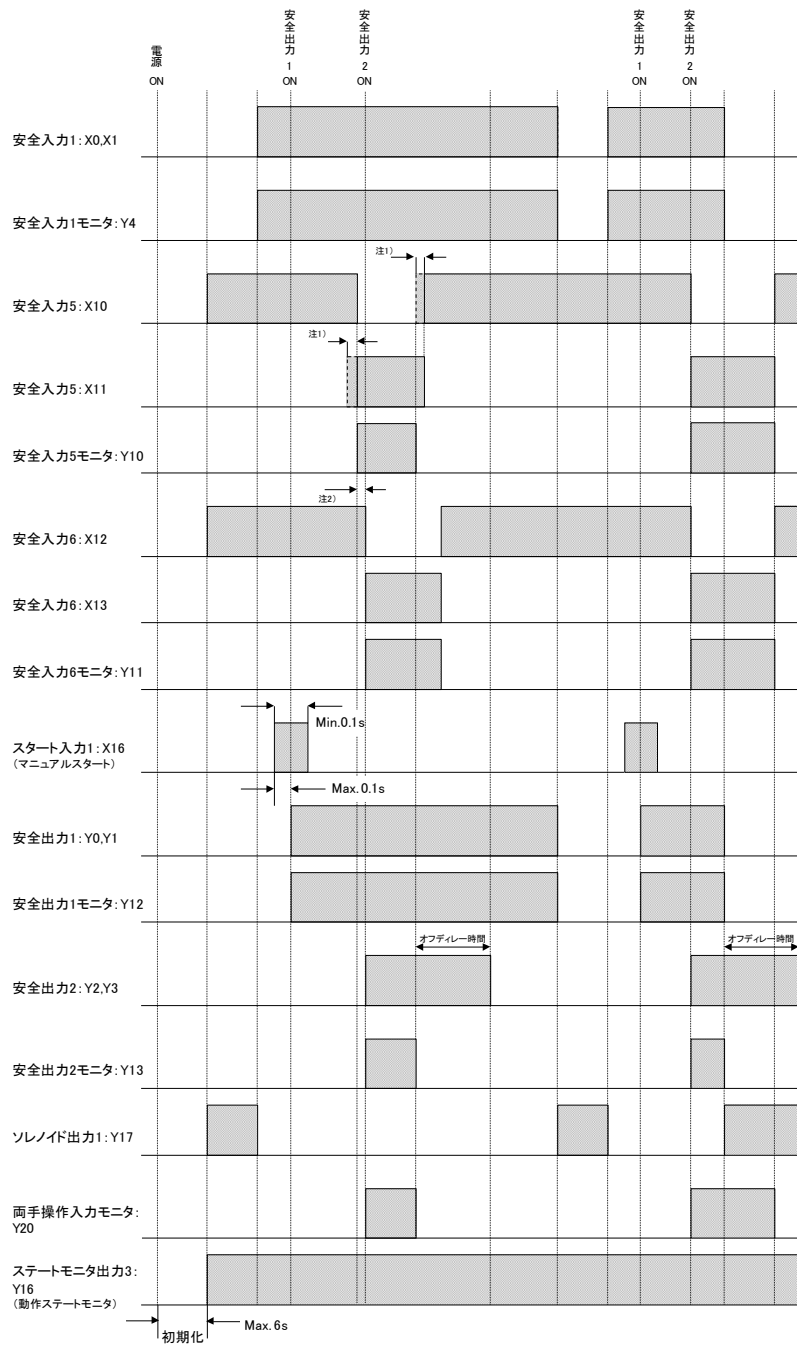 電源
ON
安全出力
1
ON
安全出力
2
ON
安全出力
1
ON
安全出力
2
ON
安全入力1:X0,X1
安全入力1モニタ:Y4
注1)
安全入力5:X10
注1)
安全入力5:X11
安全入力5モニタ:Y10
注2)
安全入力6:X12
安全入力6:X13
安全入力6モニタ:Y11
Min.0.1s
スタート入力1:X16
(マニュアルスタート)
Max.0.1s
安全出力1:Y0,Y1
安全出力1モニタ:Y12
オフディレー時間
オフディレー時間
安全出力2:Y2,Y3
安全出力2モニタ:Y13
ソレノイド出力1:Y17
両手操作入力モニタ:
Y20
ステートモニタ出力3:
Y16
(動作ステートモニタ)
Max.6s
初期化